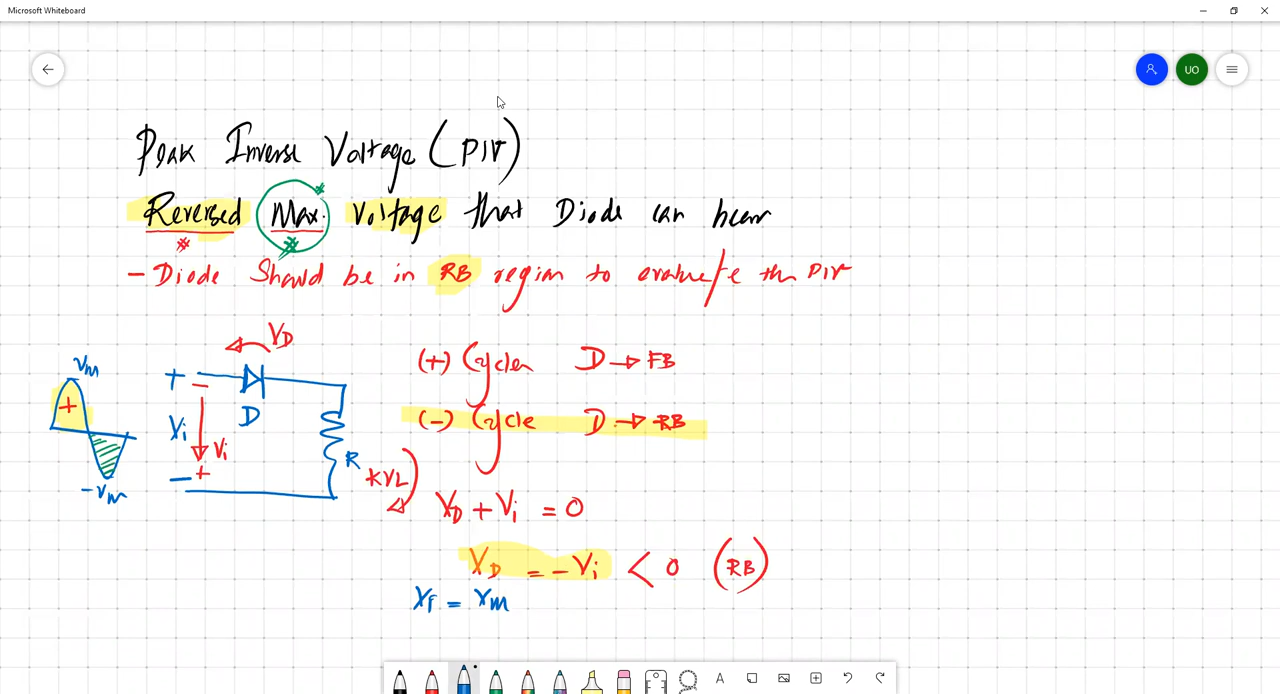 Microsoft Whiteboard
UO
Peak Inverse Voltage (PIV)
Reversed Max. Voltage that Diode can bear
- Diode Should be in RB region to evaluate the PIV
VD
Vm
+
-Vm
+ -
Vi
- +
Vi
D
R
(+) Cycle D → FB
(-) Cycle D → RB
KVL
VD + Vi = 0
VD = -Vi < 0 (RB)
= Vm
A